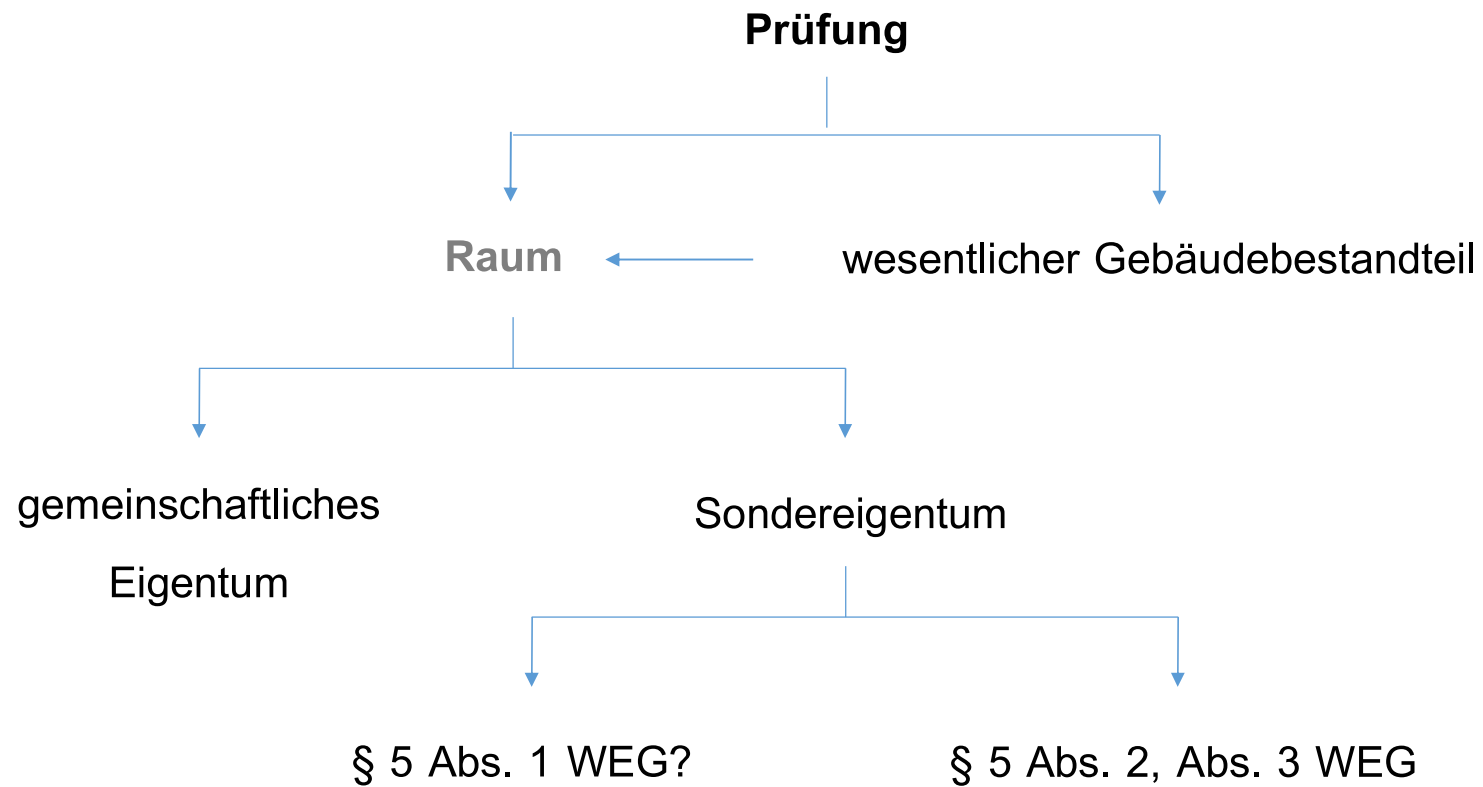 Prüfung
Raum
wesentlicher Gebäudebestandteil
gemeinschaftliches
Eigentum
Sondereigentum
§ 5 Abs. 1 WEG?
§ 5 Abs. 2, Abs. 3 WEG